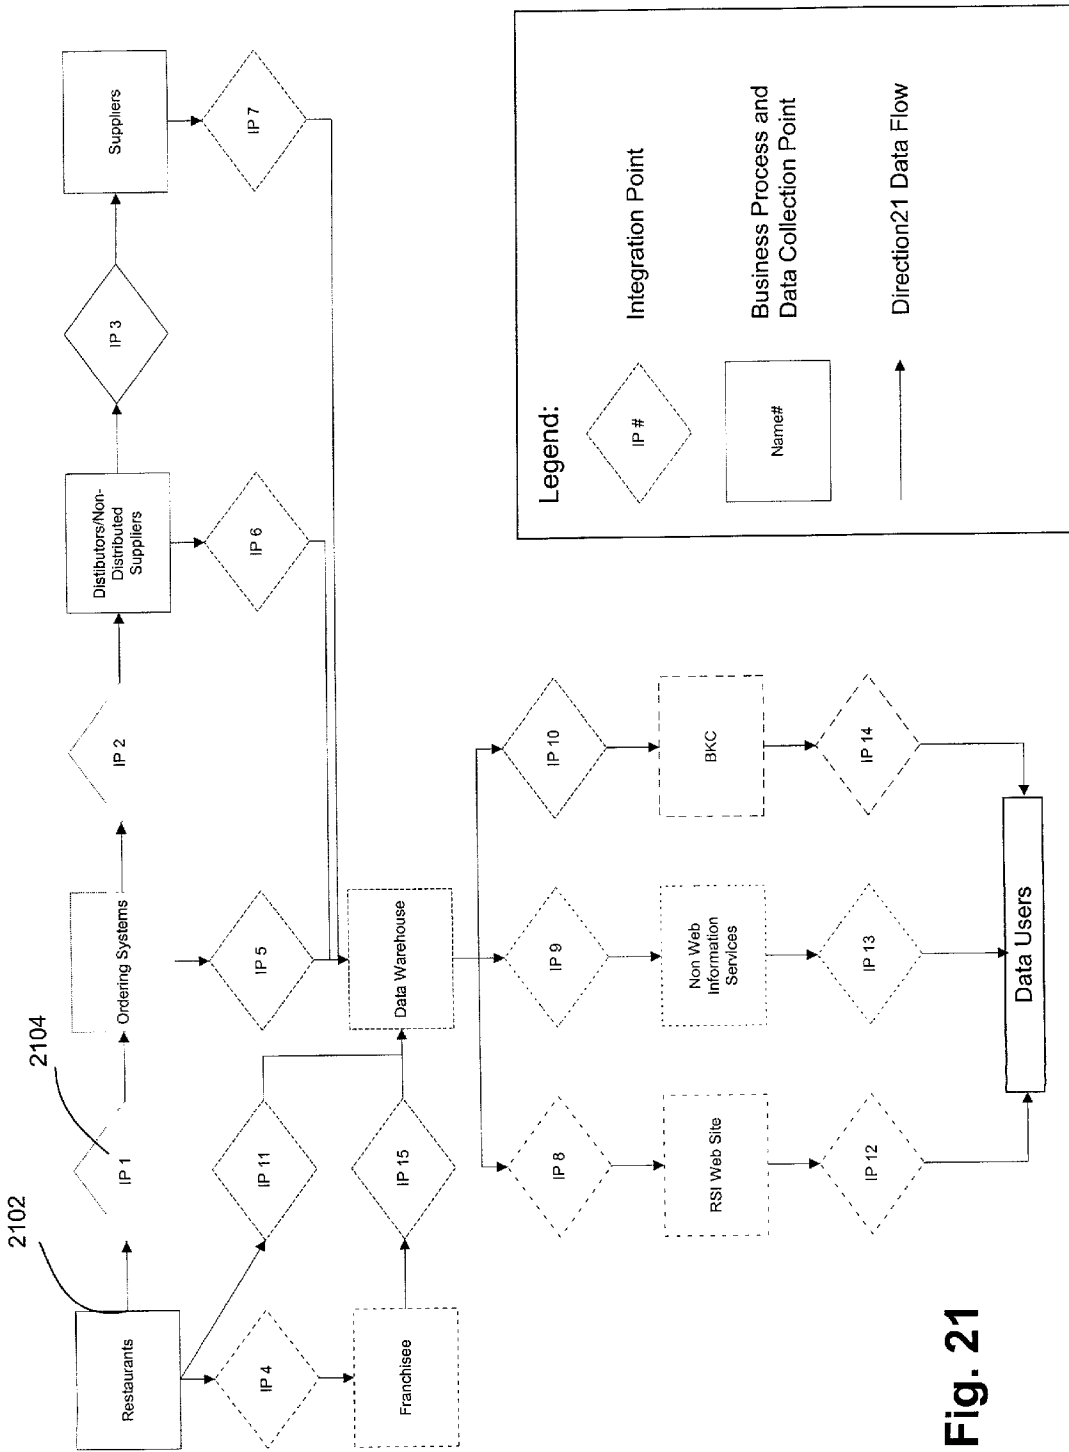 2102
2104
Restaurants
IP 1
Ordering Systems
IP 2
Distibutors/Non-
Distributed
Suppliers
IP 3
Suppliers
IP 4
IP 11
IP 5
IP 6
IP 7
Franchisee
IP 15
Data Warehouse
IP 8
IP 9
IP 10
RSI Web Site
Non Web
Information
Services
BKC
IP 12
IP 13
IP 14
Data Users
Legend:
IP #
Integration Point
Name#
Business Process and
Data Collection Point
Direction21 Data Flow
Fig. 21